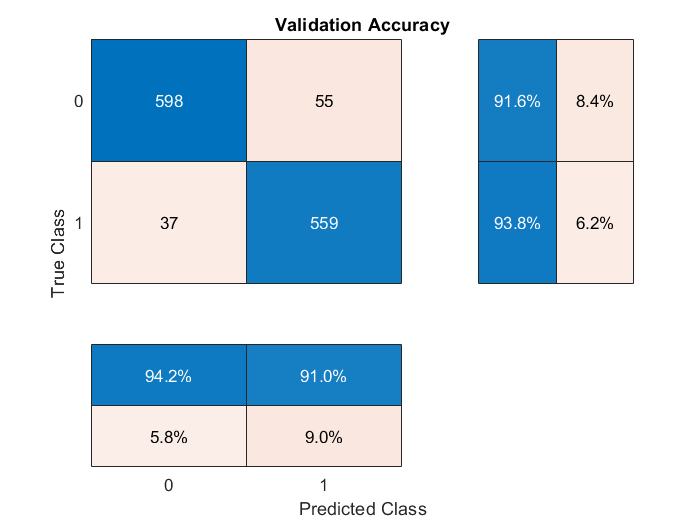 Validation Accuracy
0 598 55 91.6% 8.4%
1 37 559 93.8% 6.2%
True Class
94.2% 91.0%
5.8% 9.0%
0 1
Predicted Class